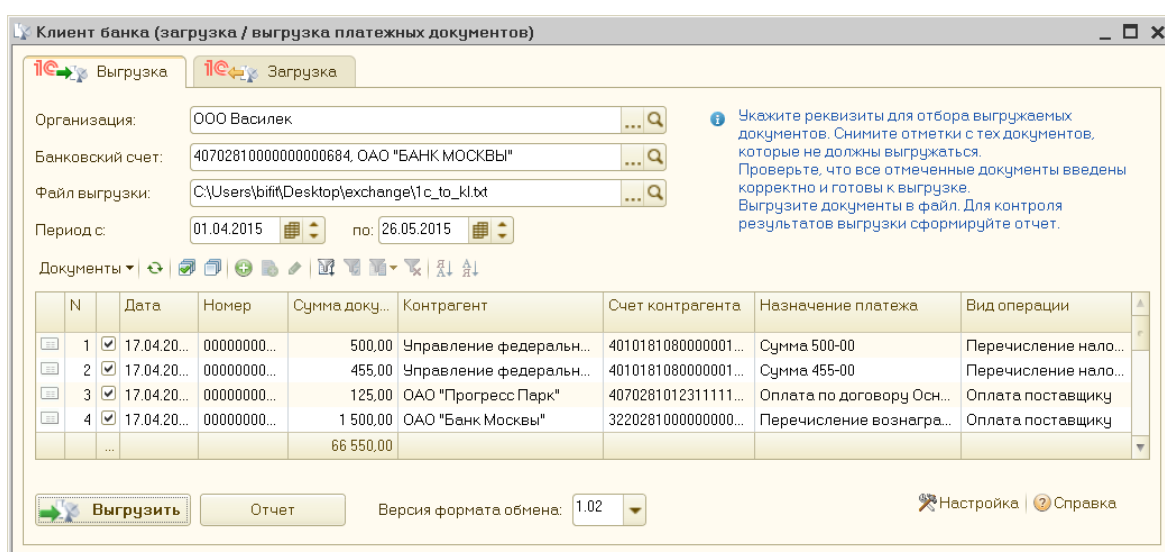 Клиент банка (загрузка / выгрузка платежных документов)
1С Выгрузка 1С Загрузка
Организация: ООО Василек ...
Банковский счет: 40702810000000000684, ОАО "БАНК МОСКВЫ" ...
Файл выгрузки: C:\Users\bifit\Desktop\exchange\1c_to_kl.txt ...
Период с: 01.04.2015 по: 26.05.2015
Укажите реквизиты для отбора выгружаемых
документов. Снимите отметки с тех документов,
которые не должны выгружаться.
Проверьте, что все отмеченные документы введены
корректно и готовы к выгрузке.
Выгрузите документы в файл. Для контроля
результатов выгрузки сформируйте отчет.
Документы
N Дата Номер Сумма доку... Контрагент Счет контрагента Назначение платежа Вид операции
1 17.04.20... 00000000... 500,00 Управление федеральн... 4010181080000001... Сумма 500-00 Перечисление нало...
2 17.04.20... 00000000... 455,00 Управление федеральн... 4010181080000001... Сумма 455-00 Перечисление нало...
3 17.04.20... 00000000... 125,00 ОАО "Прогресс Парк" 4070281012311111... Оплата по договору Осн... Оплата поставщику
4 17.04.20... 00000000... 1 500,00 ОАО "Банк Москвы" 3220281000000000... Перечисление вознагра... Оплата поставщику
... 66 550,00
Выгрузить Отчет Версия формата обмена: 1.02 Настройка ? Справка